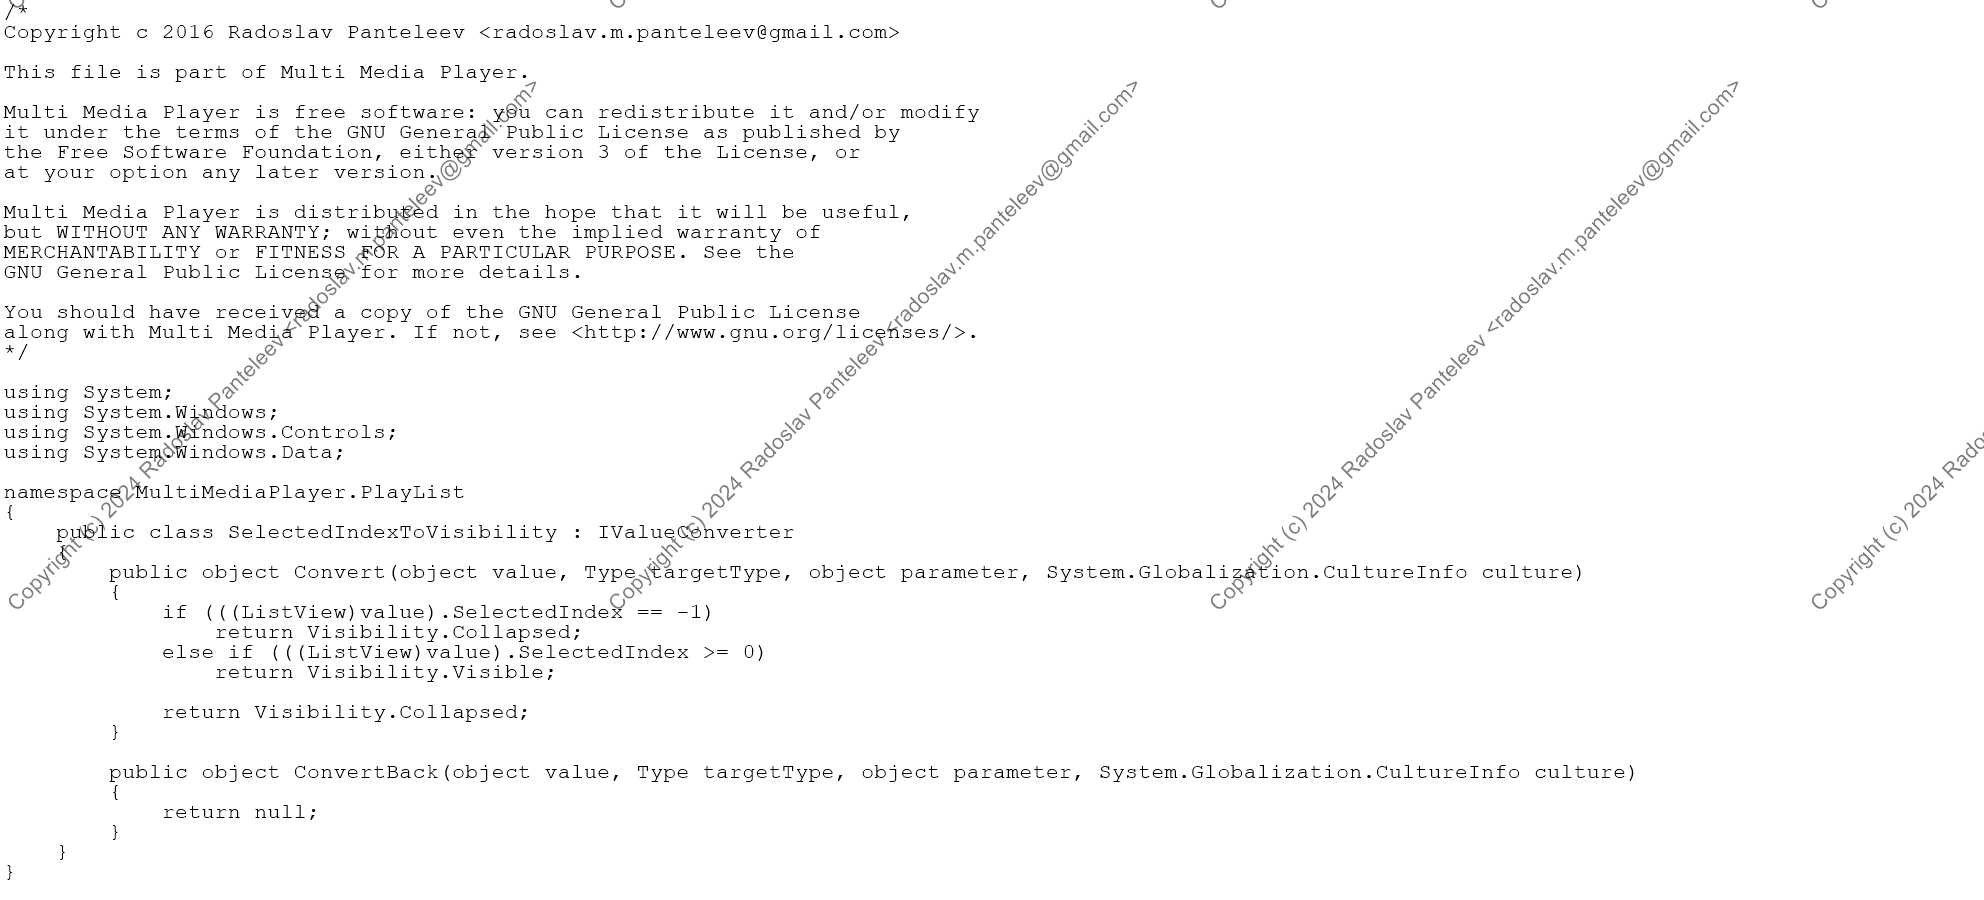 /*
Copyright c 2016 Radoslav Panteleev <radoslav.m.panteleev@gmail.com>

This file is part of Multi Media Player.

Multi Media Player is free software: you can redistribute it and/or modify
it under the terms of the GNU General Public License as published by
the Free Software Foundation, either version 3 of the License, or
at your option any later version.

Multi Media Player is distributed in the hope that it will be useful,
but WITHOUT ANY WARRANTY; without even the implied warranty of
MERCHANTABILITY or FITNESS FOR A PARTICULAR PURPOSE. See the
GNU General Public License for more details.

You should have received a copy of the GNU General Public License
along with Multi Media Player. If not, see <http://www.gnu.org/licenses/>.
*/

using System;
using System.Windows;
using System.Windows.Controls;
using System.Windows.Data;

namespace MultiMediaPlayer.PlayList
{
    public class SelectedIndexToVisibility : IValueConverter
    {
        public object Convert(object value, Type targetType, object parameter, System.Globalization.CultureInfo culture)
        {
            if (((ListView)value).SelectedIndex == -1)
                return Visibility.Collapsed;
            else if (((ListView)value).SelectedIndex >= 0)
                return Visibility.Visible;

            return Visibility.Collapsed;
        }

        public object ConvertBack(object value, Type targetType, object parameter, System.Globalization.CultureInfo culture)
        {
            return null;
        }
    }
}
Copyright (c) 2024 Radoslav Panteleev <radoslav.m.panteleev@gmail.com>
Copyright (c) 2024 Radoslav Panteleev <radoslav.m.panteleev@gmail.com>
Copyright (c) 2024 Radoslav Panteleev <radoslav.m.panteleev@gmail.com>
Copyright (c) 2024